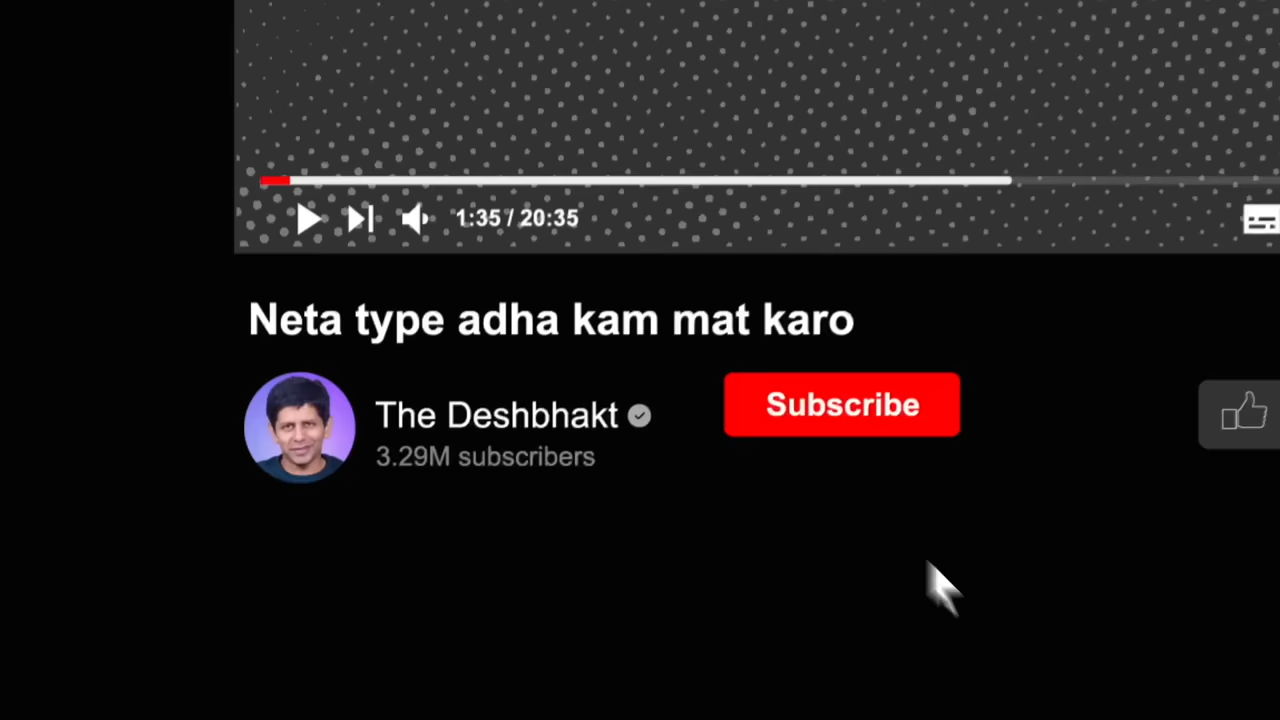 1:35 / 20:35
Neta type adha kam mat karo
The Deshbhakt
Subscribe
3.29M subscribers